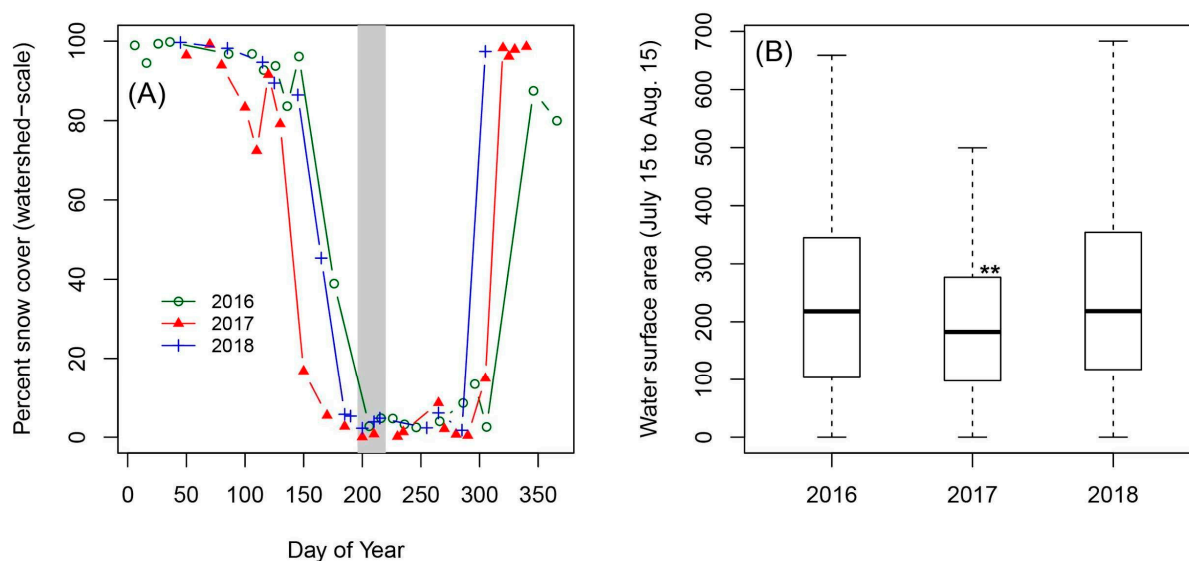 (A)
Percent snow cover (watershed−scale)
100
80
60
40
20
0
2016
2017
2018
0 50 100 150 200 250 300 350
Day of Year
(B)
Water surface area (July 15 to Aug. 15)
700
600
500
400
300
200
100
0
**
2016 2017 2018